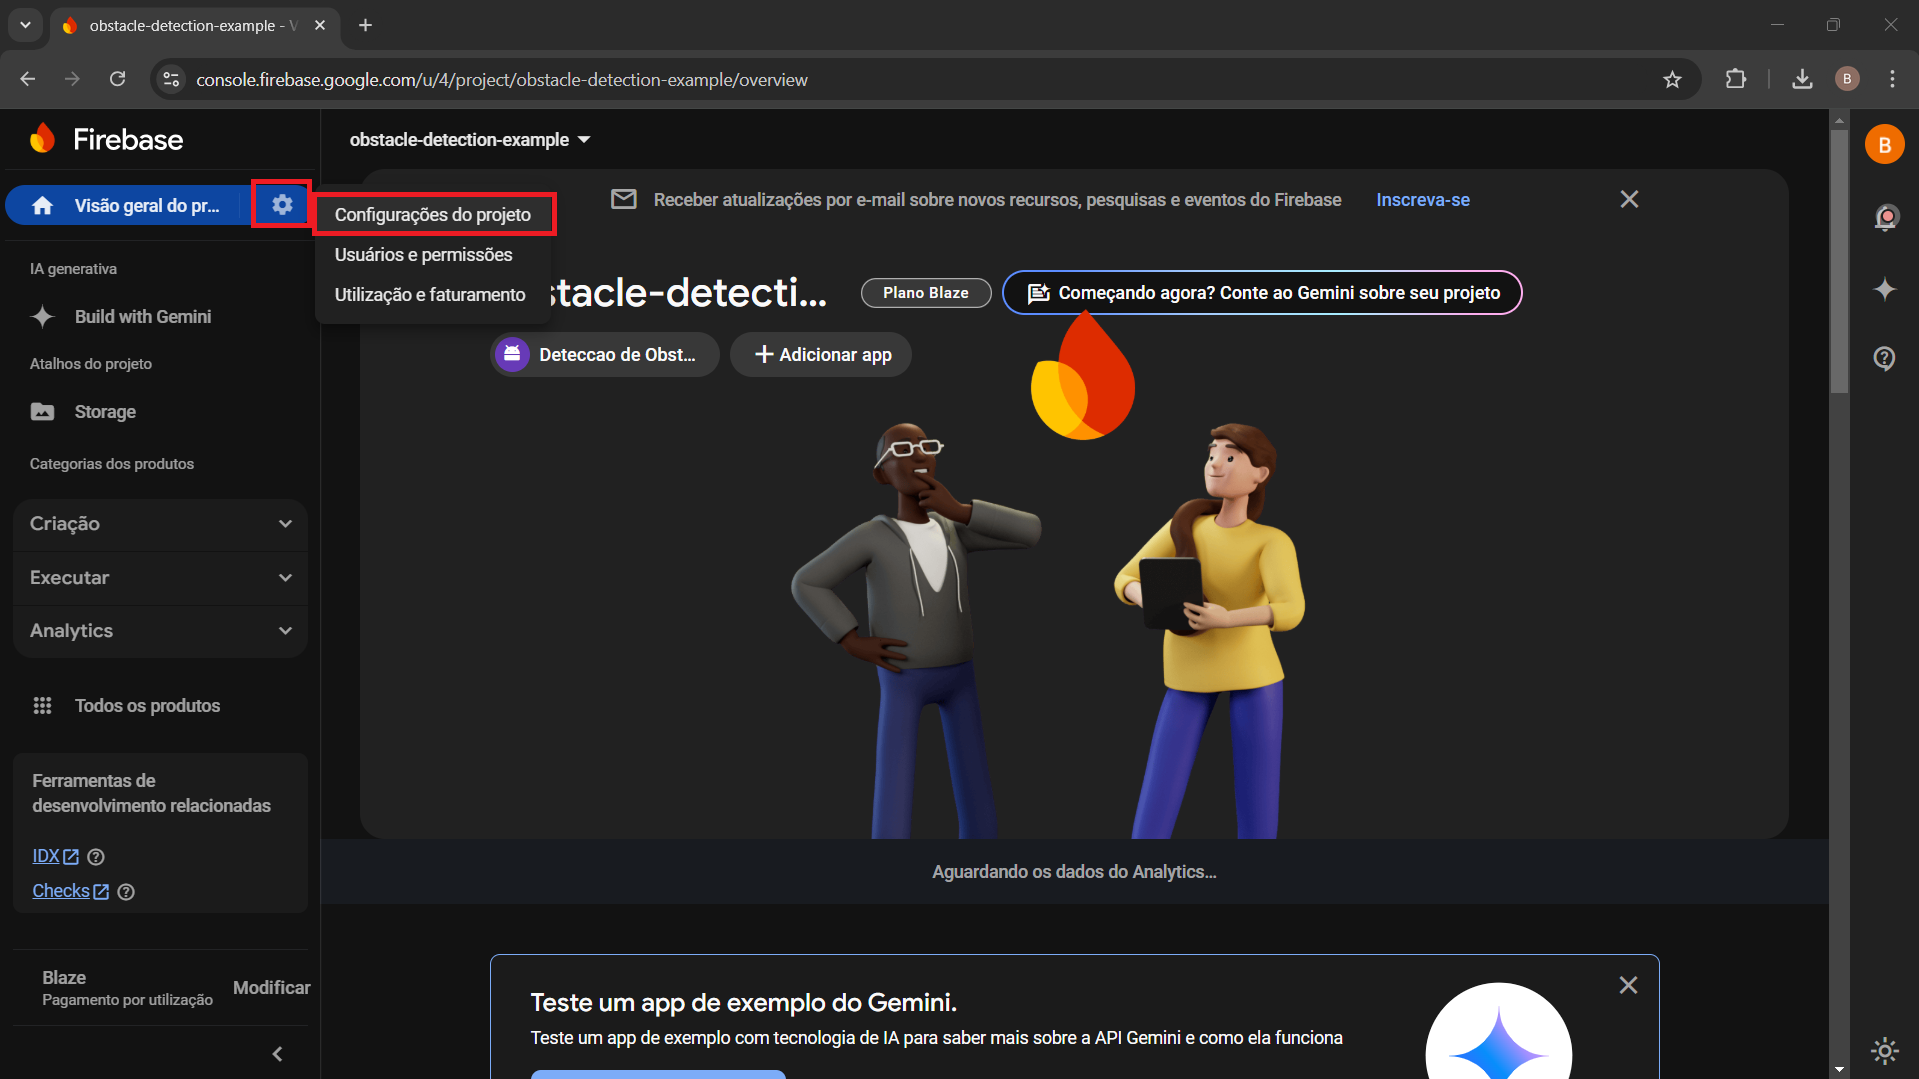 obstacle-detection-example - V
console.firebase.google.com/u/4/project/obstacle-detection-example/overview
B
Firebase
obstacle-detection-example
B
Visão geral do pr...
Configurações do projeto
Usuários e permissões
Utilização e faturamento
Receber atualizações por e-mail sobre novos recursos, pesquisas e eventos do Firebase
Inscreva-se
IA generativa
Build with Gemini
Atalhos do projeto
Storage
Categorias dos produtos
Criação
Executar
Analytics
Todos os produtos
Ferramentas de
desenvolvimento relacionadas
IDX
Checks
Blaze
Pagamento por utilização
Modificar
stacle-detecti...
Plano Blaze
Começando agora? Conte ao Gemini sobre seu projeto
Deteccao de Obst...
Adicionar app
Aguardando os dados do Analytics...
Teste um app de exemplo do Gemini.
Teste um app de exemplo com tecnologia de IA para saber mais sobre a API Gemini e como ela funciona